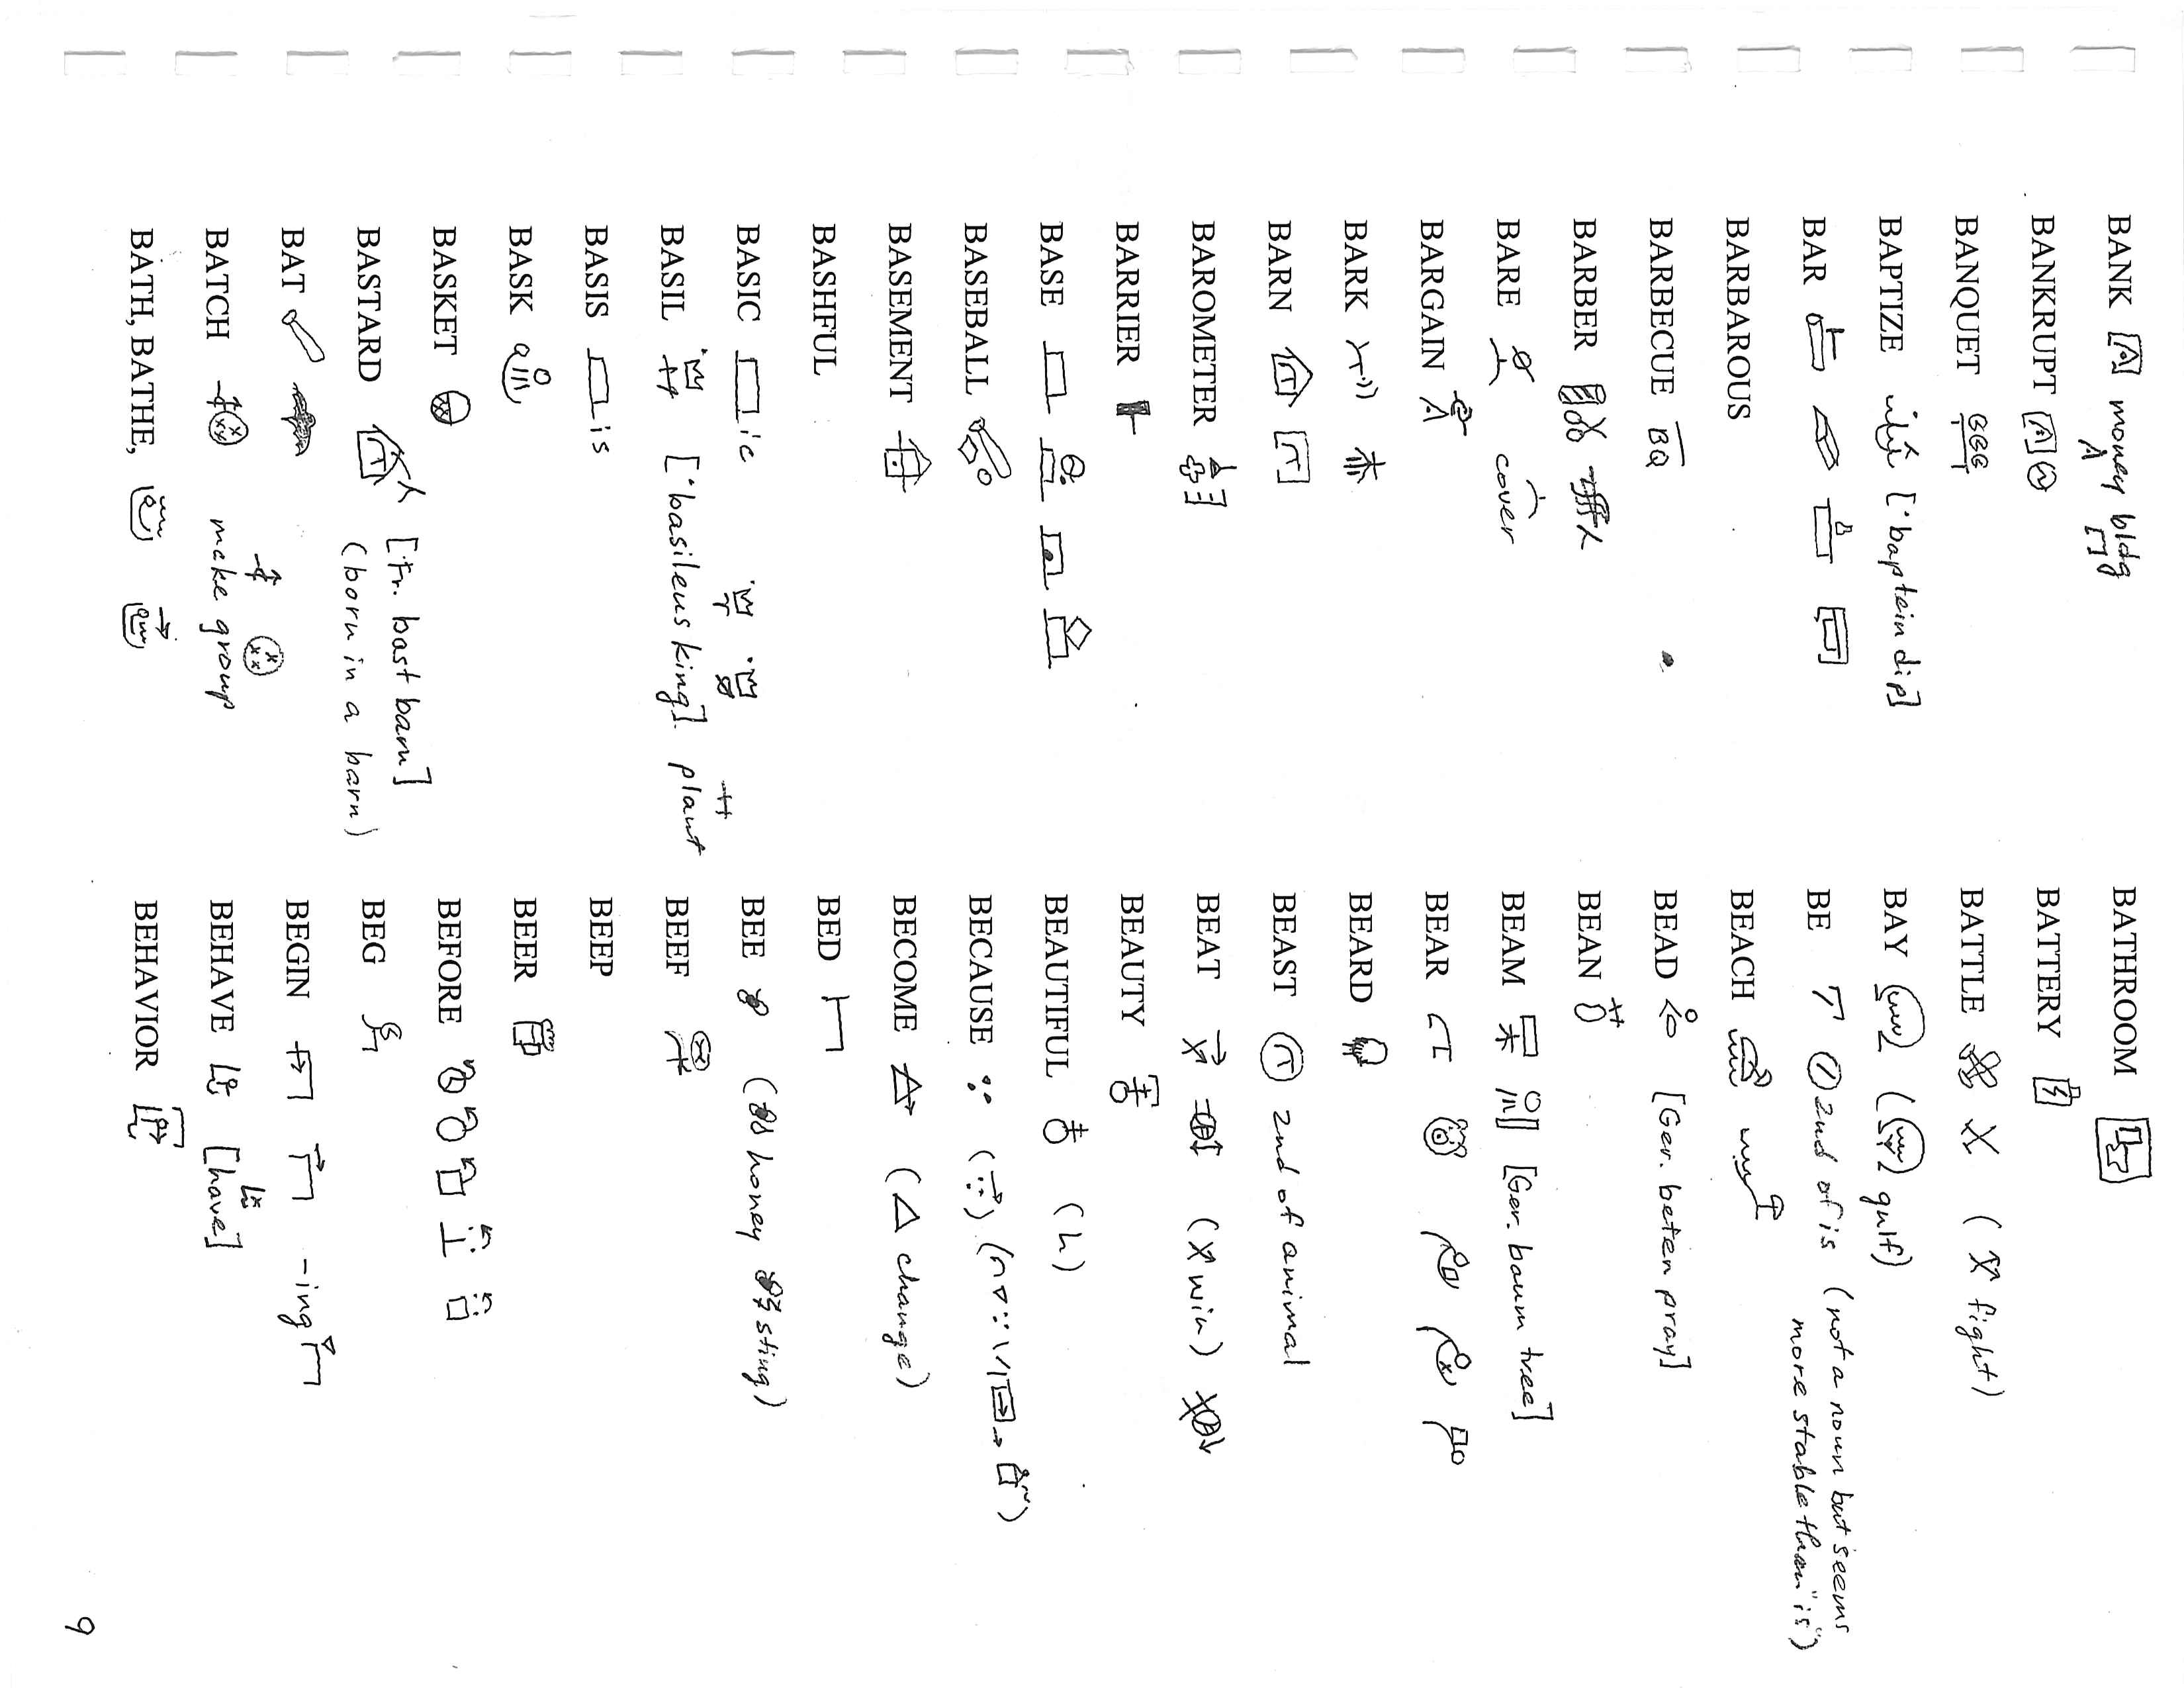 BANK money bldg
BANKRUPT
BANQUET
BAPTIZE ['baptein dip]
BAR
BARBAROUS
BARBECUE BQ
BARBER
BARE cover
BARGAIN
BARK
BARN
BAROMETER
BARRIER
BASE
BASEBALL
BASEMENT
BASHFUL
BASIC ic
BASIL ['basileus king] plant
BASIS is
BASK
BASKET
BASTARD [Fr. bast barn]
(born in a barn)
BAT
BATCH make group
BATH, BATHE,
BATHROOM
BATTERY
BATTLE ( fight)
BAY ( gulf)
BE 2nd of is (not a noun but seems
more stable than "is")
BEACH
BEAD [Ger. beten pray]
BEAN
BEAM [Ger. baum tree]
BEAR
BEARD
BEAST 2nd of animal
BEAT ( win)
BEAUTY
BEAUTIFUL (h)
BECAUSE
BECOME ( change)
BED
BEE ( honey sting)
BEEF
BEEP
BEER
BEFORE
BEG
BEGIN -ing
BEHAVE [have]
BEHAVIOR
9